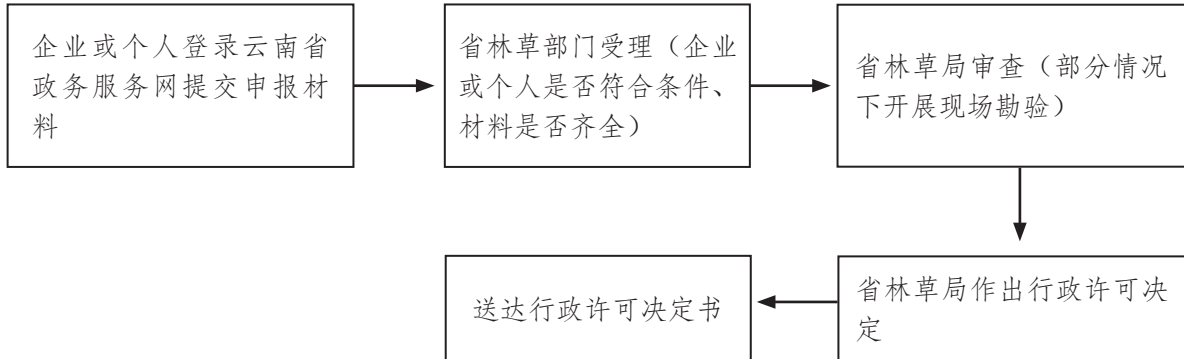 企业或个人登录云南省
政务服务网提交申报材
料
省林草部门受理（企业
或个人是否符合条件、
材料是否齐全）
省林草局审查（部分情况
下开展现场勘验）
省林草局作出行政许可决
定
送达行政许可决定书